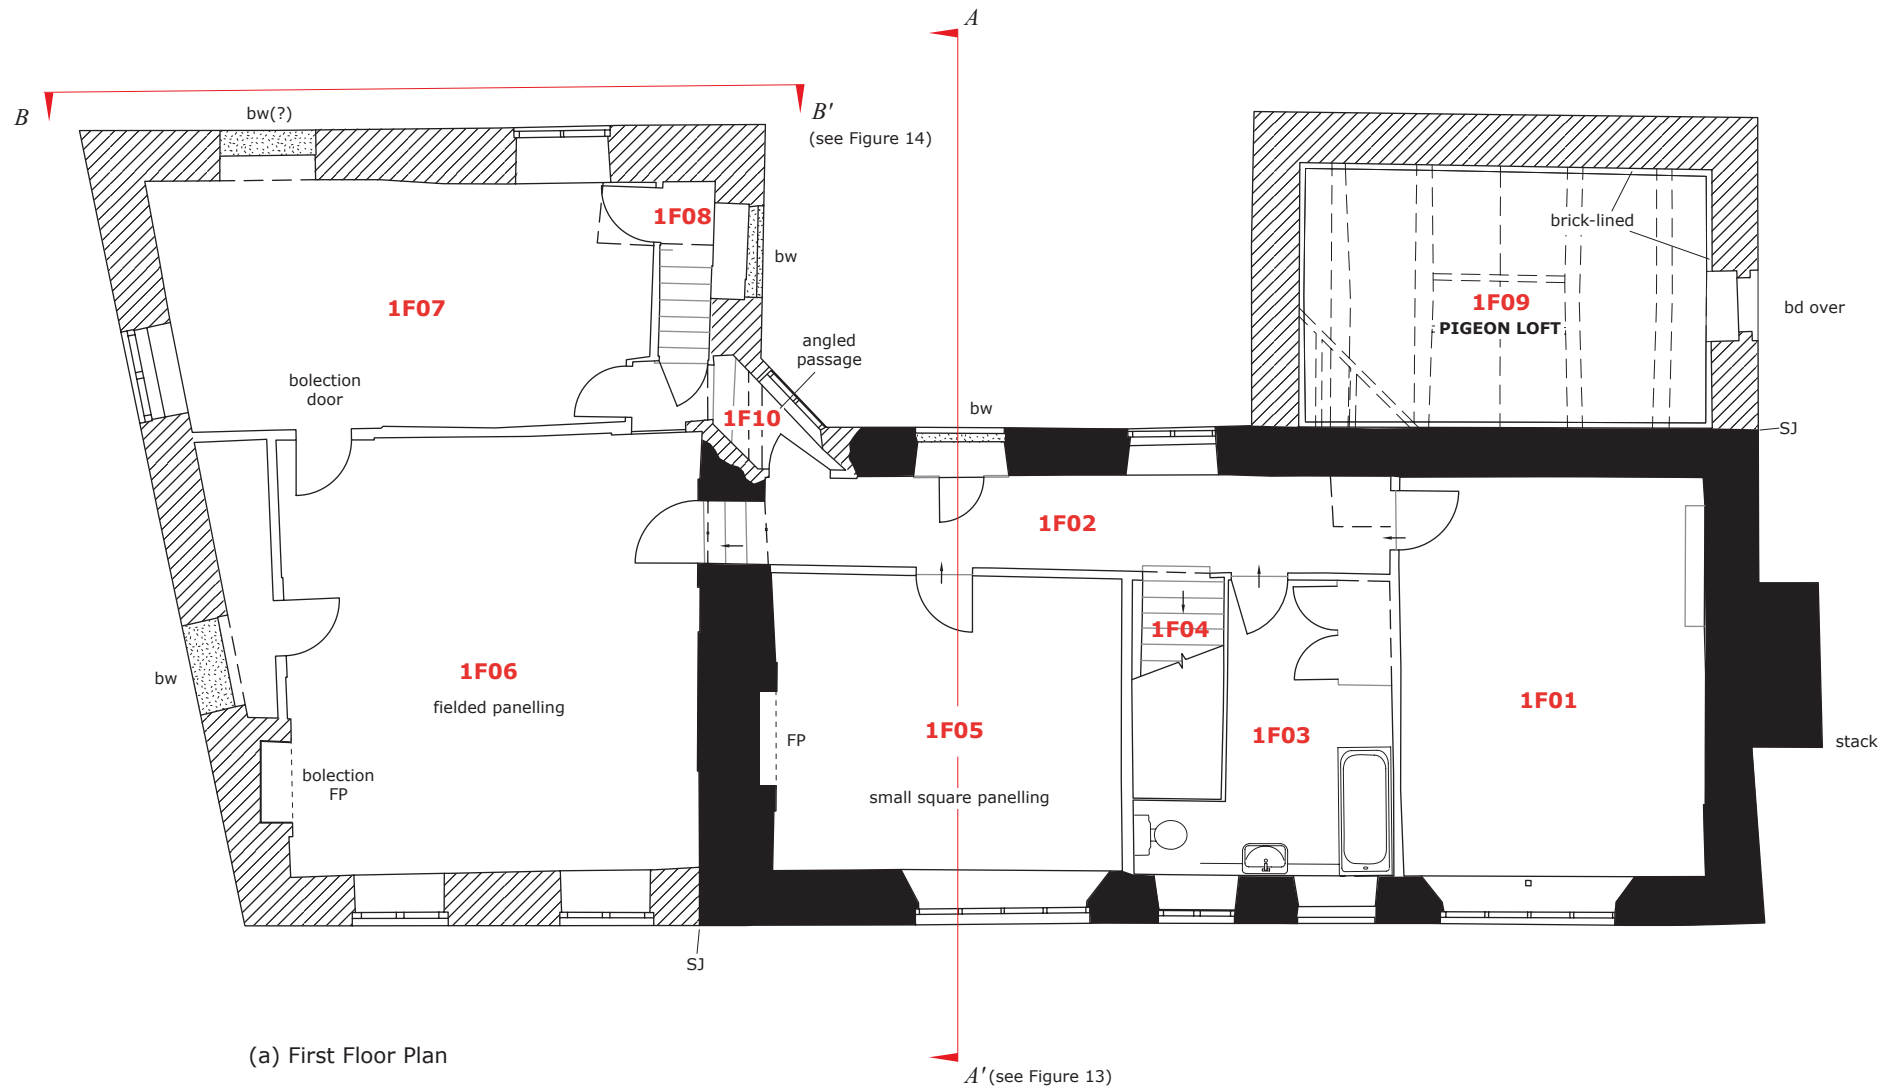 A
B
bw(?)
B'
(see Figure 14)
1F08
brick-lined
bw
1F07
1F09
PIGEON LOFT
bd over
angled
passage
bolection
door
bw
1F10
SJ
1F02
1F04
bw
1F06
fielded panelling
1F01
1F05
1F03
FP
stack
bolection
FP
small square panelling
SJ
(a) First Floor Plan
A' (see Figure 13)